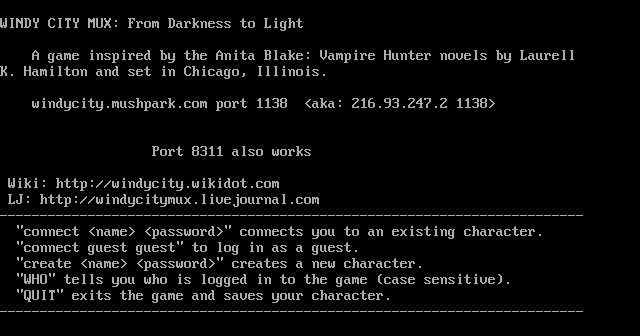 WINDY CITY MUX: From Darkness to Light
A game inspired by the Anita Blake: Vampire Hunter novels by Laurell
K. Hamilton and set in Chicago, Illinois.
windycity.mushpark.com port 1138 <aka: 216.93.247.2 1138>
Port 8311 also works
Wiki: http://windycity.wikidot.com
LJ: http://windycitymux.livejournal.com
"connect <name> <password>" connects you to an existing character.
"connect guest guest" to log in as a guest.
"create <name> <password>" creates a new character.
"WHO" tells you who is logged in to the game (case sensitive).
"QUIT" exits the game and saves your character.